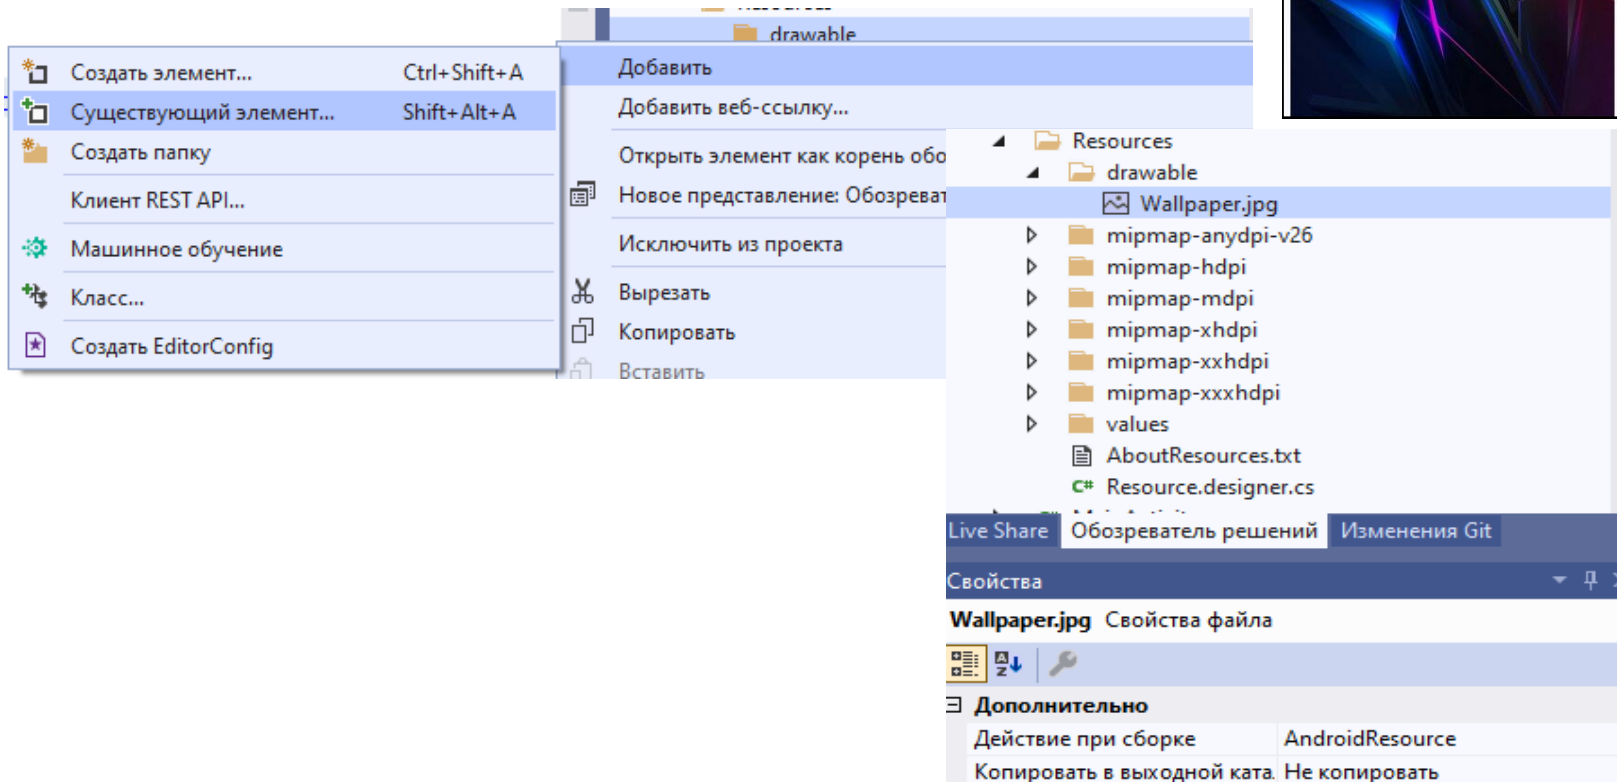 drawable
Создать элемент... Ctrl+Shift+A
Существующий элемент... Shift+Alt+A
Создать папку
Клиент REST API...
Машинное обучение
Класс...
Создать EditorConfig
Добавить
Добавить веб-ссылку...
Открыть элемент как корень
Новое представление:
Исключить из проекта
Вырезать
Копировать
Вставить
Resources
drawable
Wallpaper.jpg
mipmap-anydpi-v26
mipmap-hdpi
mipmap-mdpi
mipmap-xhdpi
mipmap-xxhdpi
mipmap-xxxhdpi
values
AboutResources.txt
C# Resource.designer.cs
Live Share Обозреватель решений Изменения Git
Свойства
Wallpaper.jpg Свойства файла
Дополнительно
Действие при сборке AndroidResource
Копировать в выходной ката Не копировать